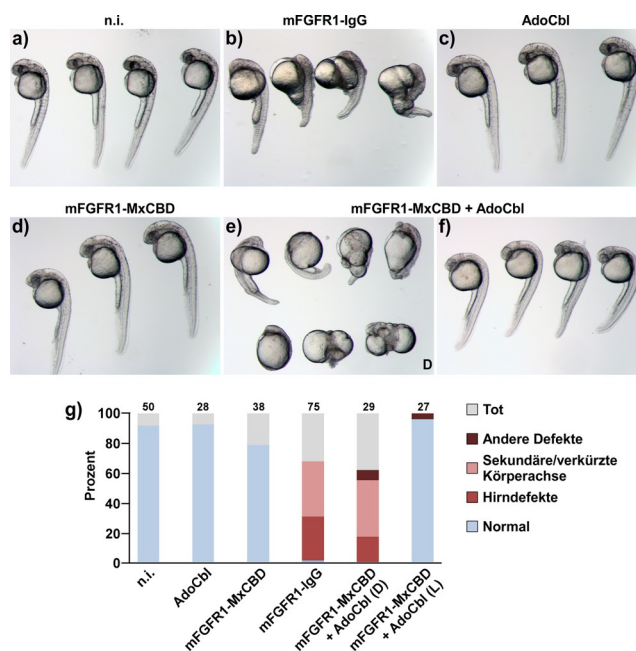 n.i.
mFGFR1-IgG
AdoCbl
a)
b)
c)
mFGFR1-MxCBD
mFGFR1-MxCBD + AdoCbl
d)
e)
f)
D
g)
50
28
38
75
29
27
100
80
60
40
20
0
Prozent
n.i.
AdoCbl
mFGFR1-MxCBD
mFGFR1-IgG
mFGFR1-MxCBD
+ AdoCbl (D)
mFGFR1-MxCBD
+ AdoCbl (L)
Tot
Andere Defekte
Sekundäre/verkürzte
Körperachse
Hirndefekte
Normal